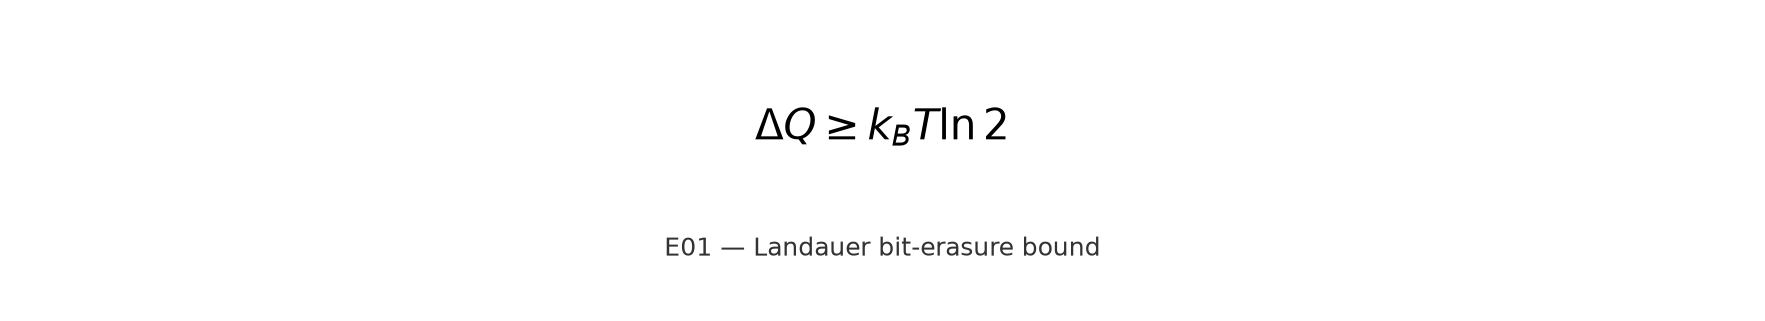 ΔQ ≥ k_B T ln 2
E01 — Landauer bit-erasure bound